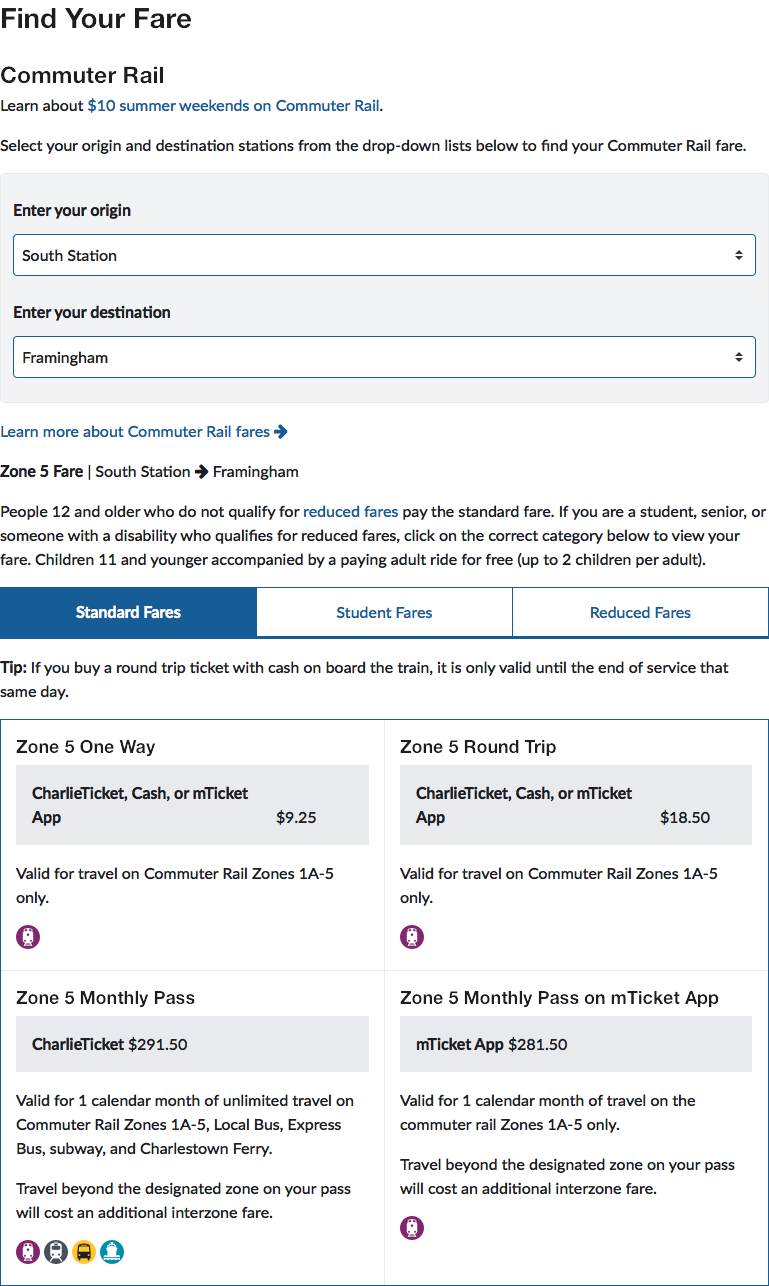 Find Your Fare
Commuter Rail
Learn about $10 summer weekends on Commuter Rail.
Select your origin and destination stations from the drop-down lists below to find your Commuter Rail fare.
Enter your origin
South Station
Enter your destination
Framingham
Learn more about Commuter Rail fares →
Zone 5 Fare | South Station → Framingham
People 12 and older who do not qualify for reduced fares pay the standard fare. If you are a student, senior, or
someone with a disability who qualifies for reduced fares, click on the correct category below to view your
fare. Children 11 and younger accompanied by a paying adult ride for free (up to 2 children per adult).
Standard Fares
Student Fares
Reduced Fares
Tip: If you buy a round trip ticket with cash on board the train, it is only valid until the end of service that
same day.
Zone 5 One Way
CharlieTicket, Cash, or mTicket
App $9.25
Valid for travel on Commuter Rail Zones 1A-5
only.
Zone 5 Round Trip
CharlieTicket, Cash, or mTicket
App $18.50
Valid for travel on Commuter Rail Zones 1A-5
only.
Zone 5 Monthly Pass
CharlieTicket $291.50
Valid for 1 calendar month of unlimited travel on
Commuter Rail Zones 1A-5, Local Bus, Express
Bus, subway, and Charlestown Ferry.
Travel beyond the designated zone on your pass
will cost an additional interzone fare.
Zone 5 Monthly Pass on mTicket App
mTicket App $281.50
Valid for 1 calendar month of travel on the
commuter rail Zones 1A-5 only.
Travel beyond the designated zone on your pass
will cost an additional interzone fare.